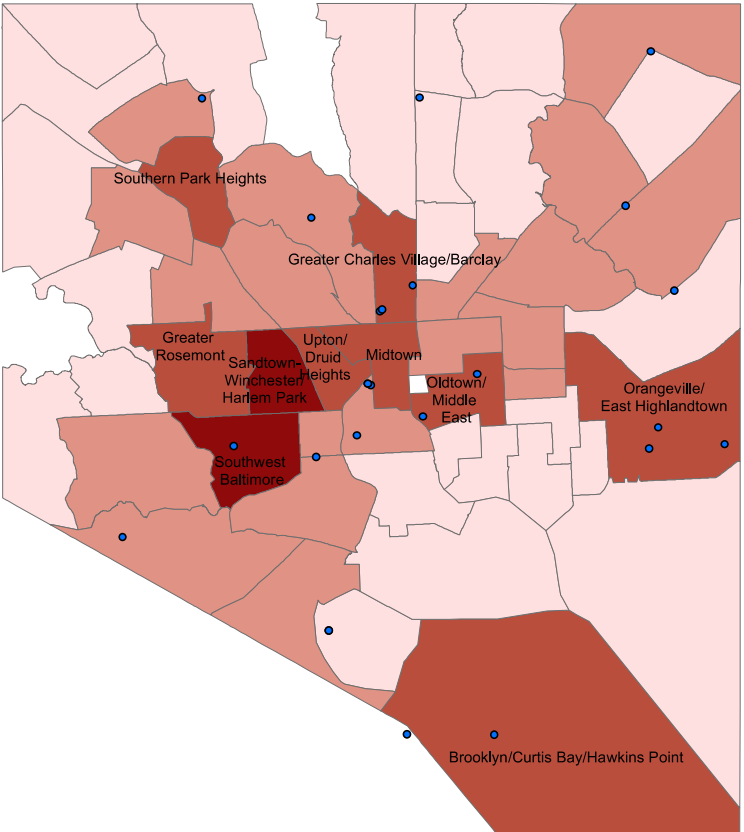 Southern Park Heights
Greater Charles Village/Barclay
Greater
Rosemont
Upton/
Druid
Heights
Midtown
Sandtown-
Winchester/
Harlem Park
Oldtown/
Middle
East
Orangeville/
East Highlandtown
Southwest
Baltimore
Brooklyn/Curtis Bay/Hawkins Point